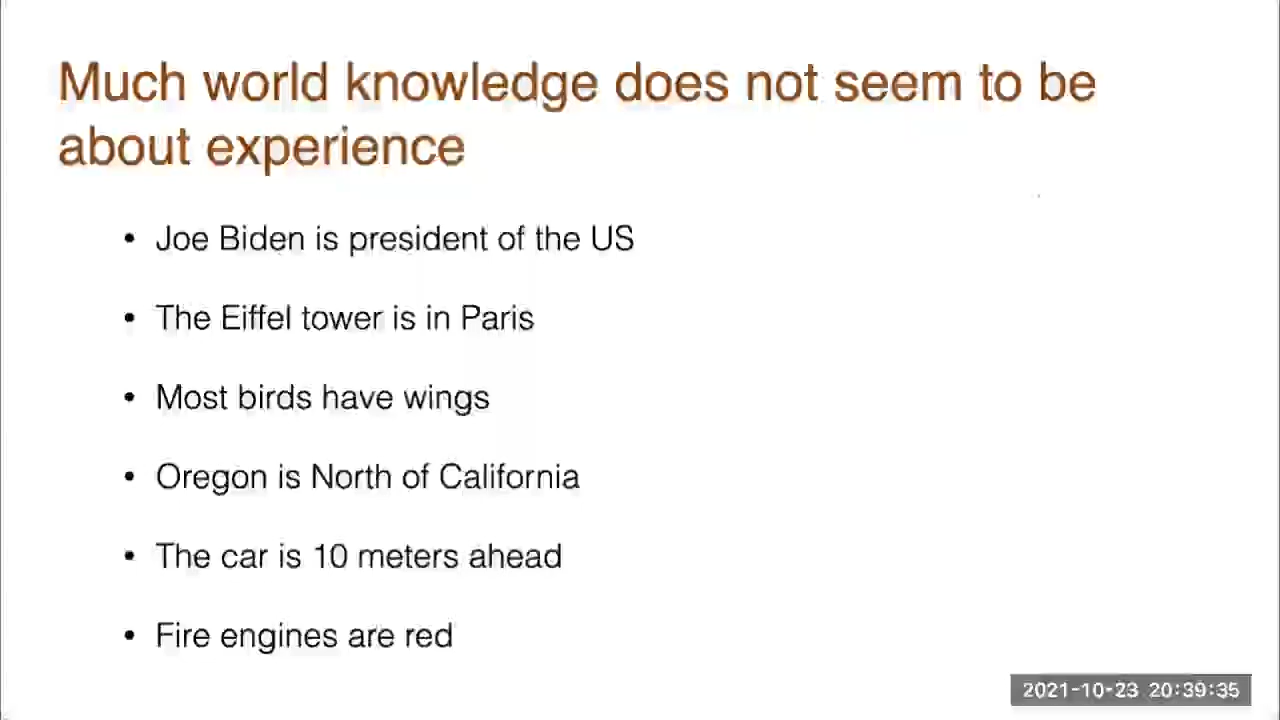 Much world knowledge does not seem to be
about experience
• Joe Biden is president of the US
• The Eiffel tower is in Paris
• Most birds have wings
• Oregon is North of California
• The car is 10 meters ahead
• Fire engines are red
2021-10-23 20:39:35